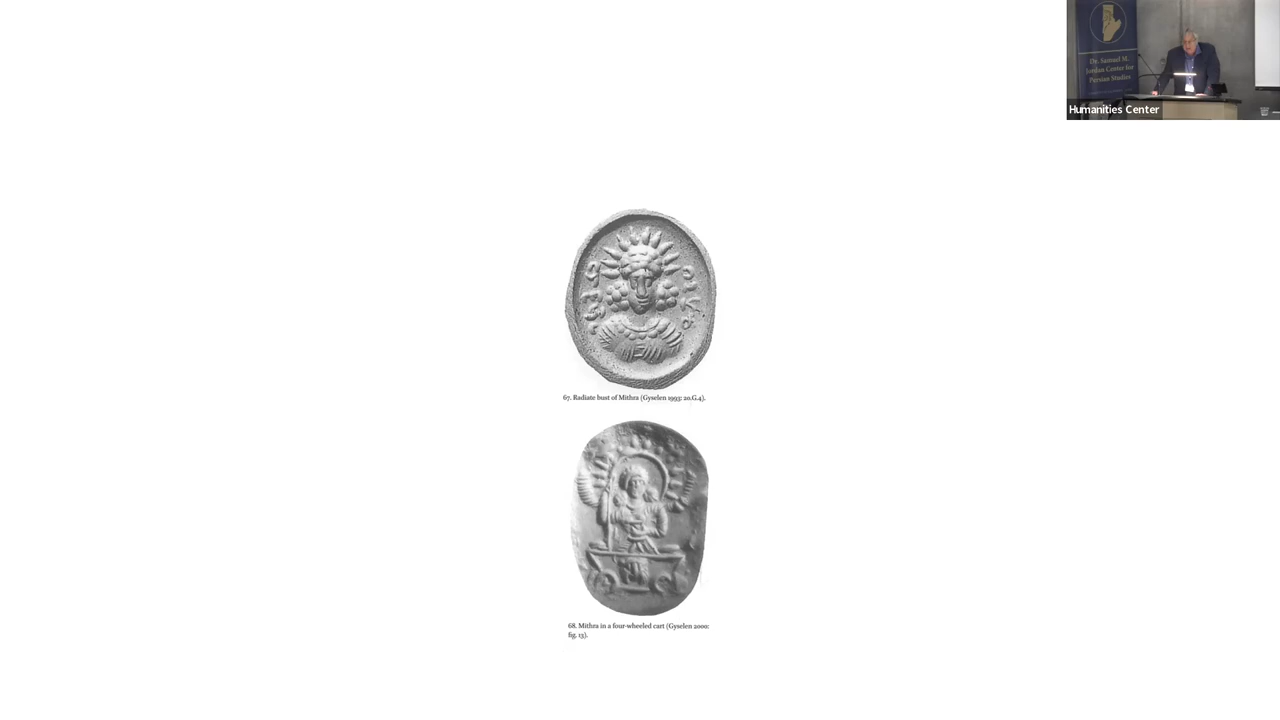 Dr. Samuel M.
Jordan Center for
Persian Studies
Humanities Center
67. Radiate bust of Mithra (Gyselen 1993: 20.G.4).
68. Mithra in a four-wheeled cart (Gyselen 2000:
fig. 13).